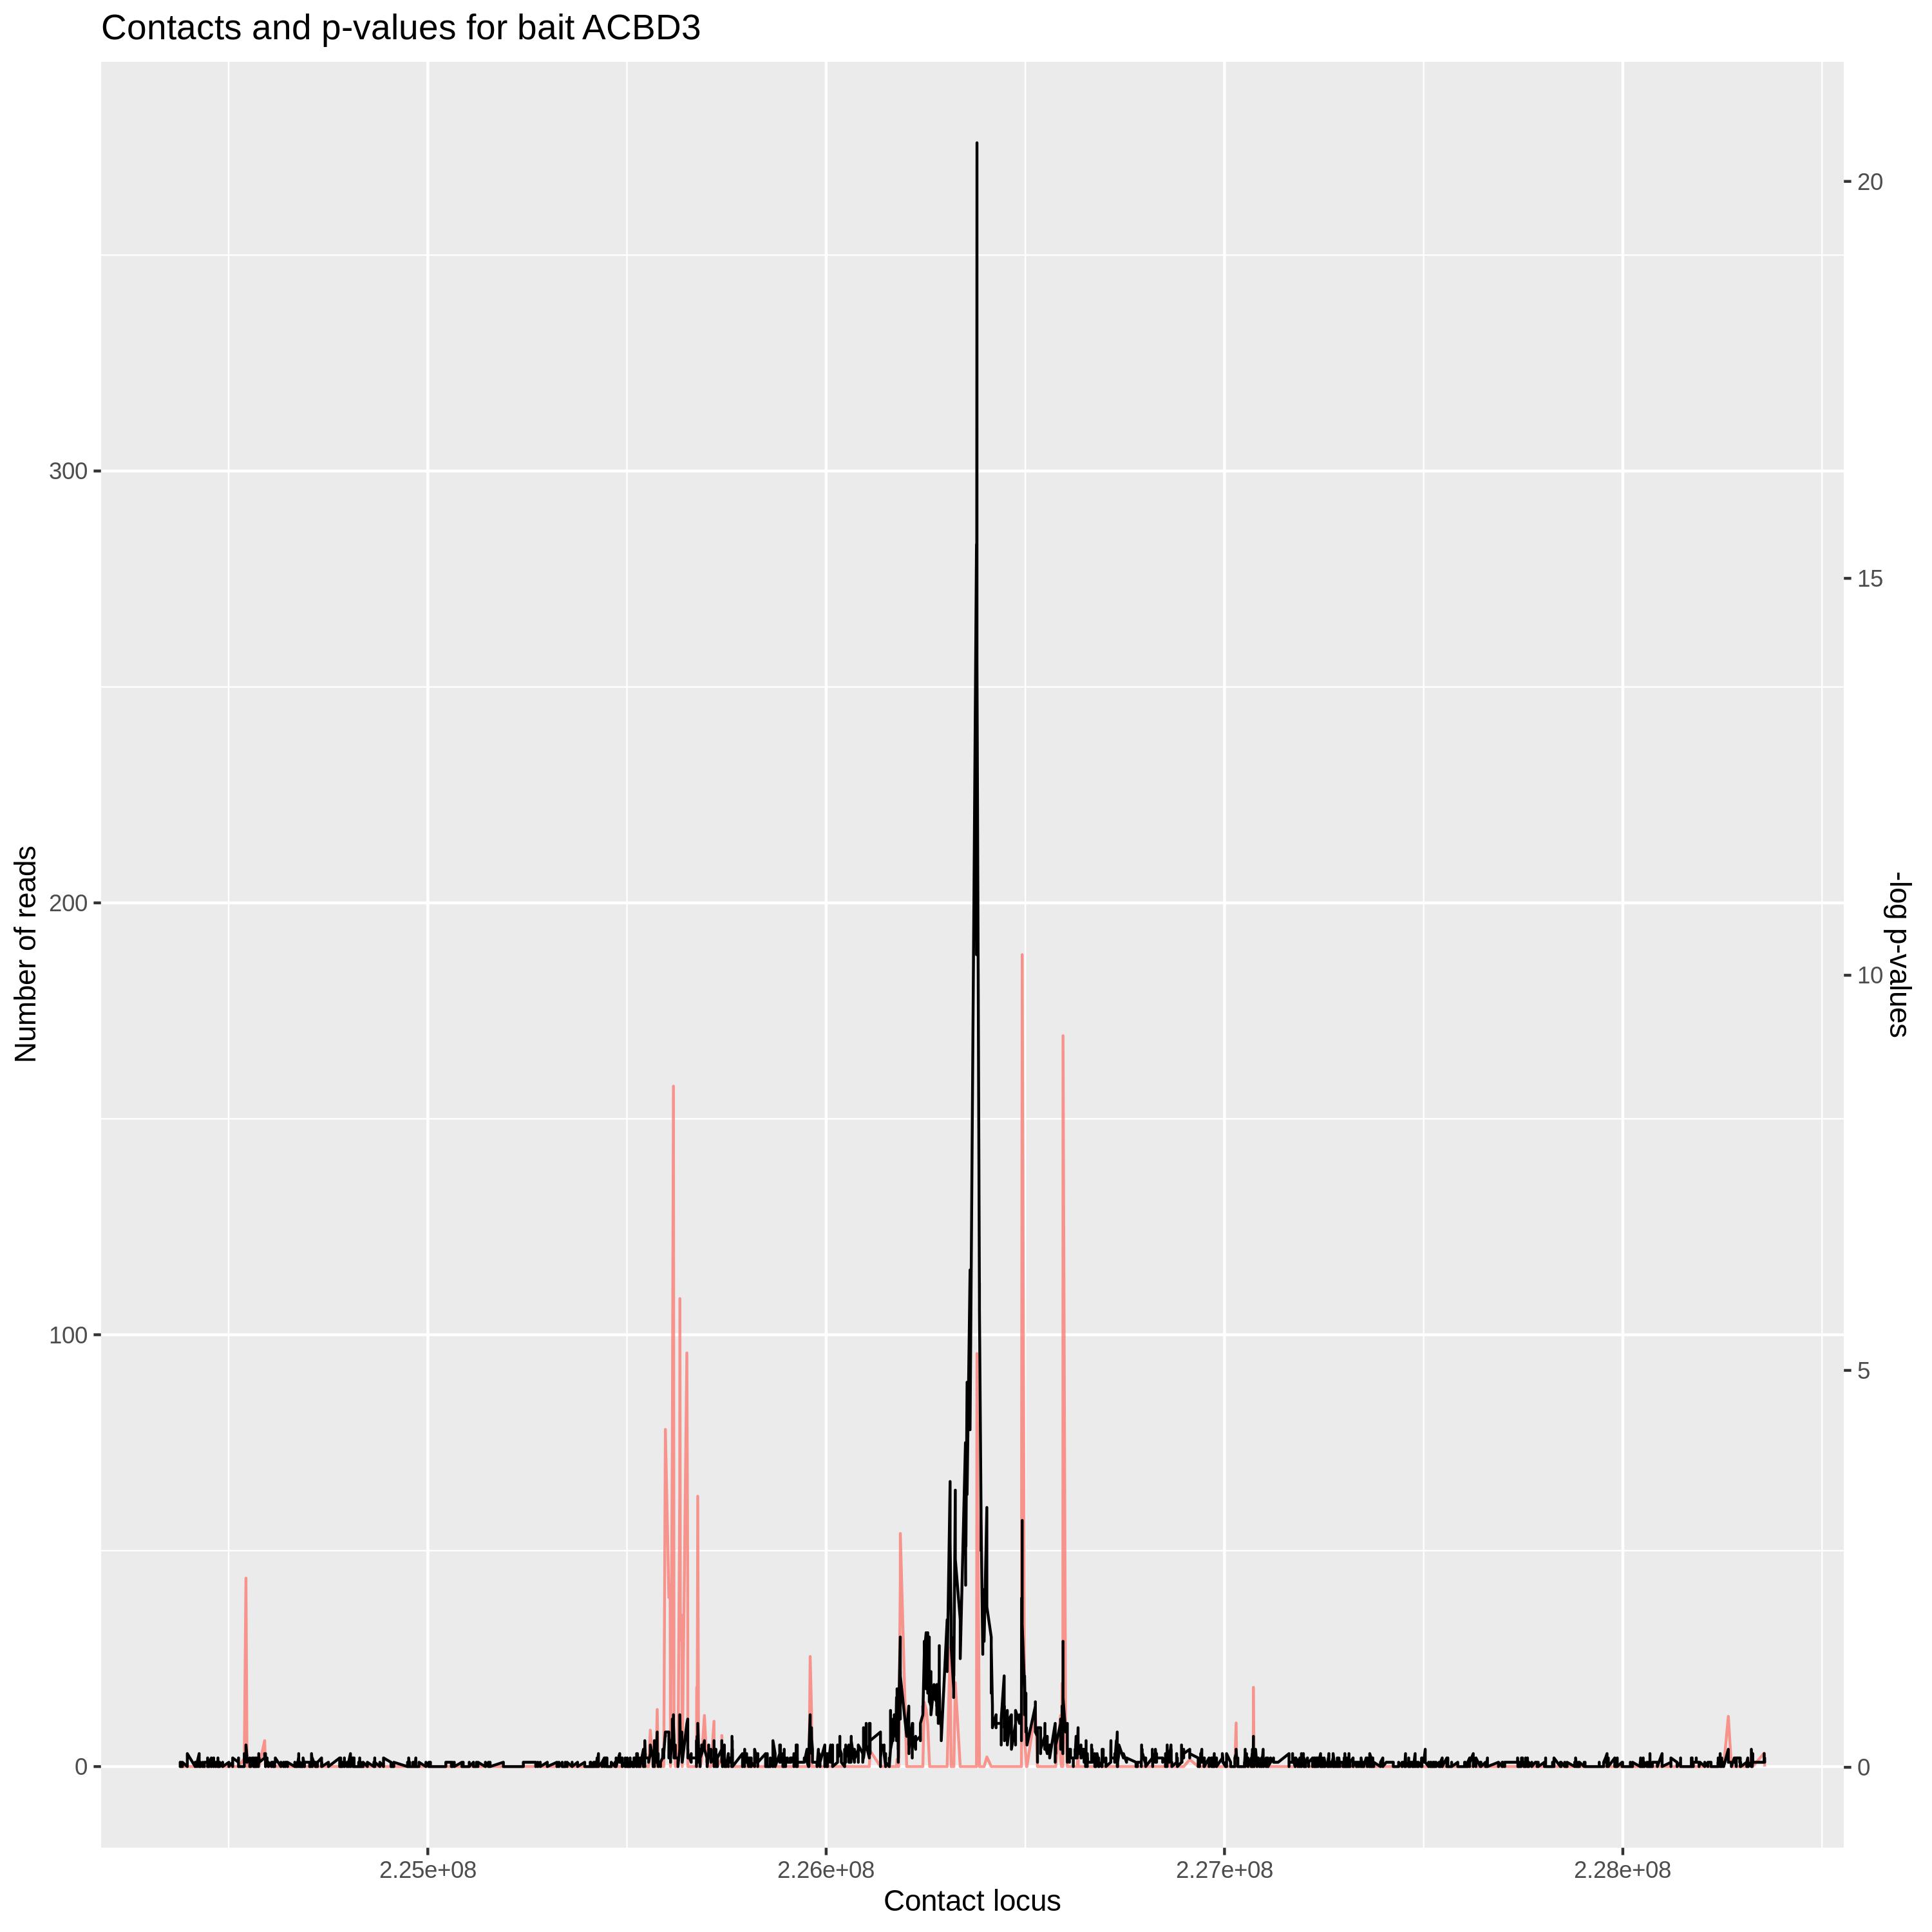 Contacts and p-values for bait ACBD3
Number of reads
300
200
100
0
20
15
10
5
0
-log p-values
2.25e+08
2.26e+08
2.27e+08
2.28e+08
Contact locus